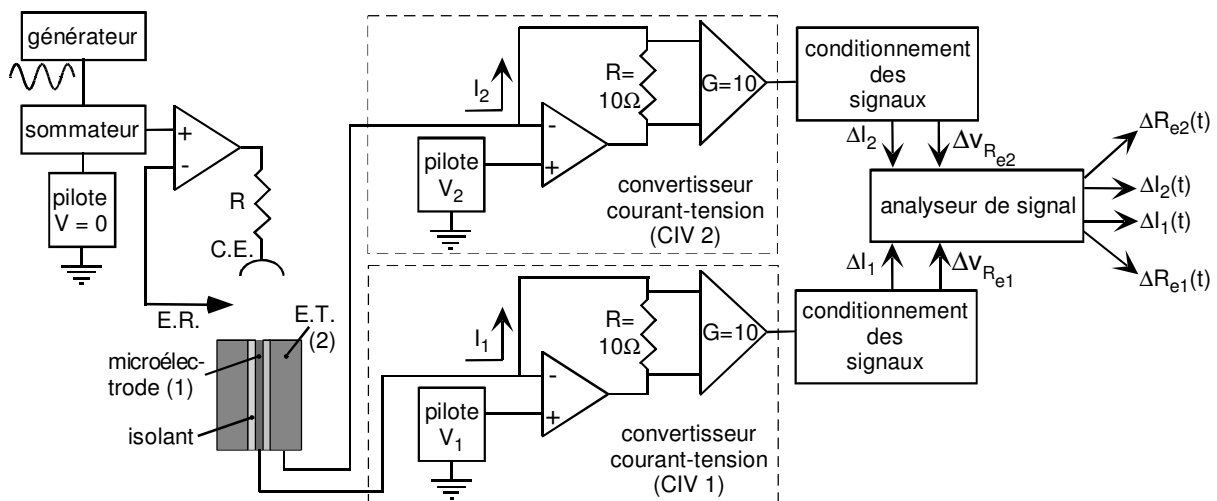 générateur
sommateur
pilote
V = 0
+
-
R
C.E.
E.R.
E.T.
(2)
microélec-
trode (1)
isolant
I2
R=
10Ω
G=10
-
+
pilote
V2
convertisseur
courant-tension
(CIV 2)
I1
R=
10Ω
G=10
-
+
pilote
V1
convertisseur
courant-tension
(CIV 1)
conditionnement
des
signaux
ΔI2
ΔvRe2
analyseur de signal
ΔI1
ΔvRe1
conditionnement
des
signaux
ΔRe2(t)
ΔI2(t)
ΔI1(t)
ΔRe1(t)